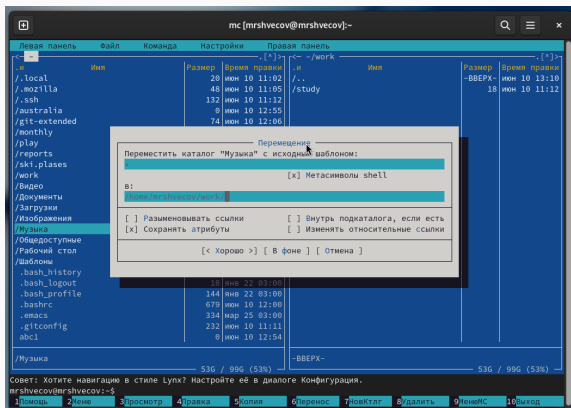 mc [mrshvecov@mrshvecov]:~
Левая панель Файл Команда Настройки Правая панель
<- ~ .[^]> <- ~/work .[^]>
.и Имя Размер Время правки .и Имя Размер Время правки
/.local 20 июн 10 11:02 /.. -ВВЕРХ- июн 10 13:10
/.mozilla 48 июн 10 11:05 /study 18 июн 10 11:12
/.ssh 132 июн 10 11:12
/australia 0 июн 10 12:55
/git-extended 74 июн 10 12:06
/monthly
/play
/reports
/ski.plases
/work
/Видео
/Документы
/Загрузки
/Изображения
/Музыка
/Общедоступные
/Рабочий стол
/Шаблоны
.bash_history
.bash_logout 18 янв 22 03:00
.bash_profile 144 янв 22 03:00
.bashrc 679 июн 10 12:00
.emacs 334 мар 25 03:00
.gitconfig 232 июн 10 11:11
abc1 0 июн 10 12:54
Перемещение
Переместить каталог "Музыка" с исходным шаблоном:
*
[x] Метасимволы shell
в:
/home/mrshvecov/work/
[ ] Разыменовывать ссылки [ ] Внутрь подкаталога, если есть
[x] Сохранять атрибуты [ ] Изменять относительные ссылки
[< Хорошо >] [ В фоне ] [ Отмена ]
/Музыка -ВВЕРХ-
53G / 99G (53%) 53G / 99G (53%)
Совет: Хотите навигацию в стиле Lynx? Настройте её в диалоге Конфигурация.
mrshvecov@mrshvecov:~$
1Помощь 2Меню 3Просмотр 4Правка 5Копия 6Перенос 7НовКтлг 8Удалить 9МенюМС 10Выход